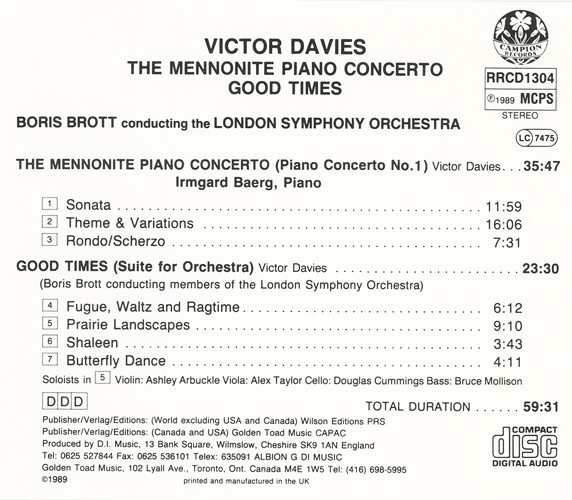 CAMPION
RECORDS
VICTOR DAVIES
THE MENNONITE PIANO CONCERTO
GOOD TIMES
RRCD1304
℗1989 MCPS
STEREO
LC 7475
BORIS BROTT conducting the LONDON SYMPHONY ORCHESTRA
THE MENNONITE PIANO CONCERTO (Piano Concerto No.1) Victor Davies. . . 35:47
Irmgard Baerg, Piano
1 Sonata . . . . . . . . . . . . . . . . . . . . . . . . . . . . . . . . . . . . 11:59
2 Theme & Variations . . . . . . . . . . . . . . . . . . . . . . . . . . 16:06
3 Rondo/Scherzo . . . . . . . . . . . . . . . . . . . . . . . . . . . . . 7:31
GOOD TIMES (Suite for Orchestra) Victor Davies . . . . . . . . . . . . . . . . . . 23:30
(Boris Brott conducting members of the London Symphony Orchestra)
4 Fugue, Waltz and Ragtime. . . . . . . . . . . . . . . . . . . . . . . 6:12
5 Prairie Landscapes . . . . . . . . . . . . . . . . . . . . . . . . . . . 9:10
6 Shaleen . . . . . . . . . . . . . . . . . . . . . . . . . . . . . . . . . . 3:43
7 Butterfly Dance . . . . . . . . . . . . . . . . . . . . . . . . . . . . . 4:11
Soloists in 5 Violin: Ashley Arbuckle Viola: Alex Taylor Cello: Douglas Cummings Bass: Bruce Mollison
DDD
TOTAL DURATION . . . . . . 59:31
Publisher/Verlag/Editions: (World excluding USA and Canada) Wilson Editions PRS
Publisher/Verlag/Editions: (Canada and USA) Golden Toad Music CAPAC
Produced by D.I. Music, 13 Bank Square, Wilmslow, Cheshire SK9 1AN England
Tel: 0625 527844 Fax: 0625 536101 Telex: 635091 ALBION G DI MUSIC
Golden Toad Music, 102 Lyall Ave., Toronto, Ont. Canada M4E 1W5 Tel: (416) 698-5995
©1989 printed and manufactured in the UK
COMPACT
disc
DIGITAL AUDIO